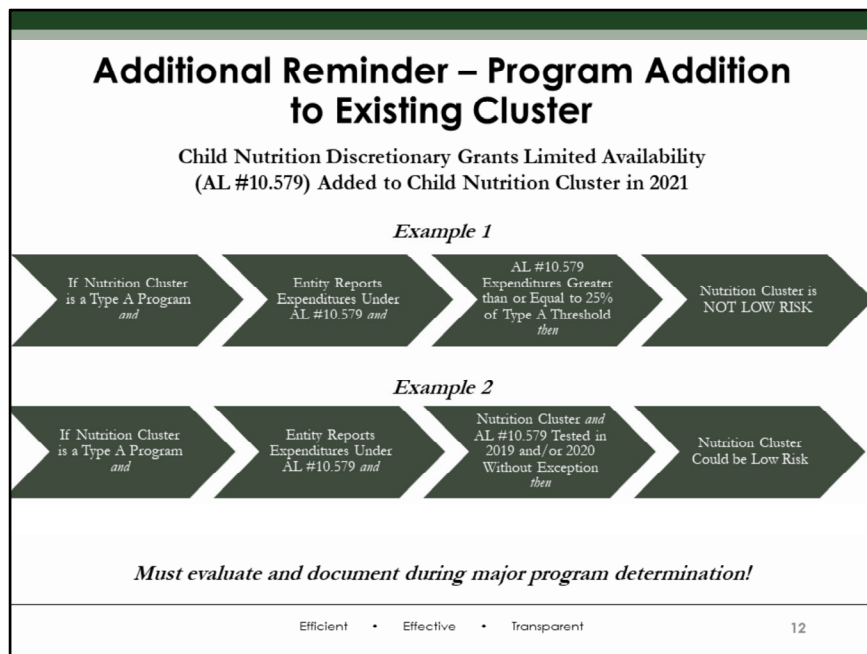 Additional Reminder – Program Addition
to Existing Cluster
Child Nutrition Discretionary Grants Limited Availability
(AL #10.579) Added to Child Nutrition Cluster in 2021
Example 1
If Nutrition Cluster
is a Type A Program
and
Entity Reports
Expenditures Under
AL #10.579 and
AL #10.579
Expenditures Greater
than or Equal to 25%
of Type A Threshold
then
Nutrition Cluster is
NOT LOW RISK
Example 2
If Nutrition Cluster
is a Type A Program
and
Entity Reports
Expenditures Under
AL #10.579 and
Nutrition Cluster and
AL #10.579 Tested in
2019 and/or 2020
Without Exception
then
Nutrition Cluster
Could be Low Risk
Must evaluate and document during major program determination!
Efficient • Effective • Transparent
12